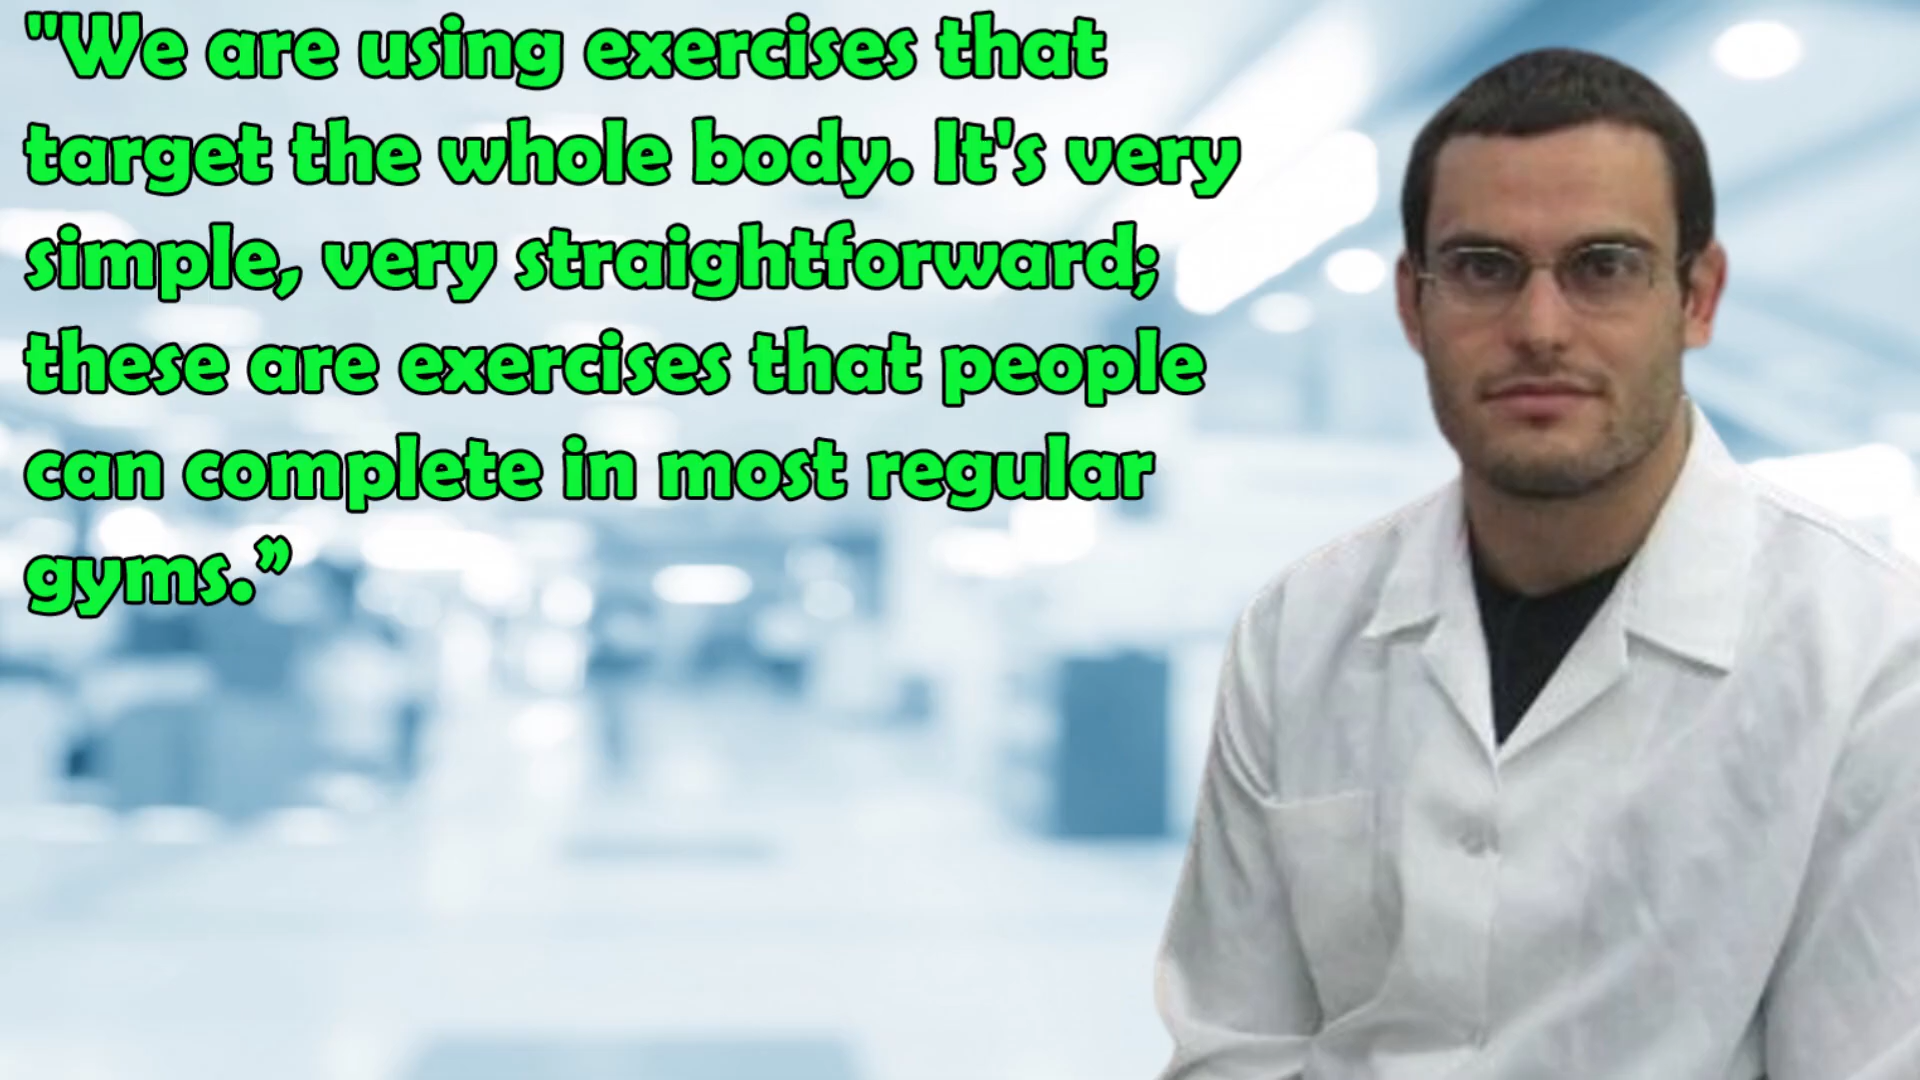 "We are using exercises that
target the whole body. It's very
simple, very straightforward;
these are exercises that people
can complete in most regular
gyms.”